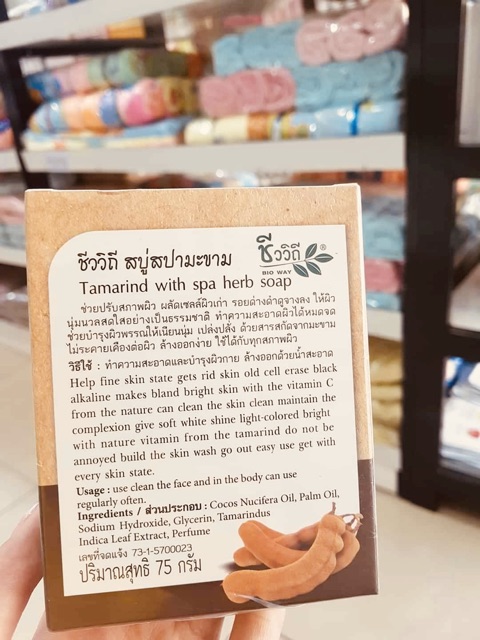 ชีววิถี สบู่สปามะขาม
ชีววิถี ®
BIO WAY
Tamarind with spa herb soap
ช่วยปรับสภาพผิว ผลัดเซลล์ผิวเก่า รอยด่างดำดูจางลง ให้ผิว
นุ่มนวลสดใสอย่างเป็นธรรมชาติ ทำความสะอาดผิวได้หมดจด
ช่วยบำรุงผิวพรรณให้เนียนนุ่ม เปล่งปลั่ง ด้วยสารสกัดจากมะขาม
ไม่ระคายเคืองต่อผิว ล้างออกง่าย ใช้ได้กับทุกสภาพผิว
วิธีใช้ : ทำความสะอาดและบำรุงผิวกาย ล้างออกด้วยน้ำสะอาด
Help fine skin state gets rid skin old cell erase black
alkaline makes bland bright skin with the vitamin C
from the nature can clean the skin clean maintain the
complexion give soft white shine light-colored bright
with nature vitamin from the tamarind do not be
annoyed build the skin wash go out easy use get with
every skin state.
Usage : use clean the face and in the body can use
regularly often.
Ingredients / ส่วนประกอบ : Cocos Nucifera Oil, Palm Oil,
Sodium Hydroxide, Glycerin, Tamarindus
Indica Leaf Extract, Perfume
เลขที่จดแจ้ง 73-1-5700023
ปริมาณสุทธิ 75 กรัม